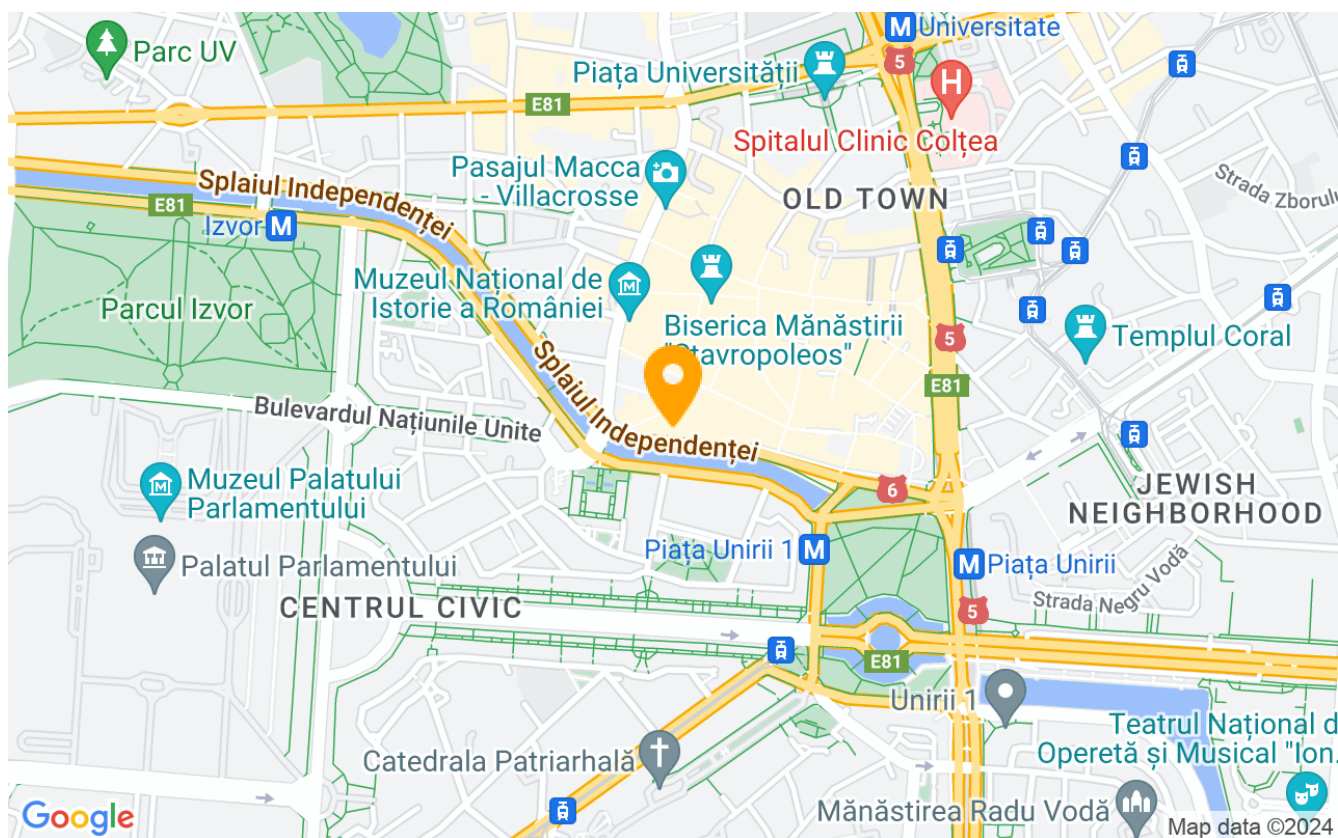 Universitate
Parc UV
Piața Universității
5
H
E81
Spitalul Clinic Colțea
Pasajul Macca
- Villacrosse
Splaiul Independenței
OLD TOWN
Strada Zborului
E81
Izvor
M
Muzeul Național de
Istorie a României
Parcul Izvor
Biserica Mănăstirii
"Stavropoleos"
5
Templul Coral
Splaiul Independenței
E81
Bulevardul Națiunile Unite
Muzeul Palatului
Parlamentului
6
JEWISH
NEIGHBORHOOD
Piața Unirii 1
M
M
Piața Unirii
Palatul Parlamentului
CENTRUL CIVIC
Strada Negru Vodă
5
E81
Unirii 1
Teatrul Național d
Operetă și Musical "Ion.
Catedrala Patriarhală
Mănăstirea Radu Vodă
Google
Map data ©2024